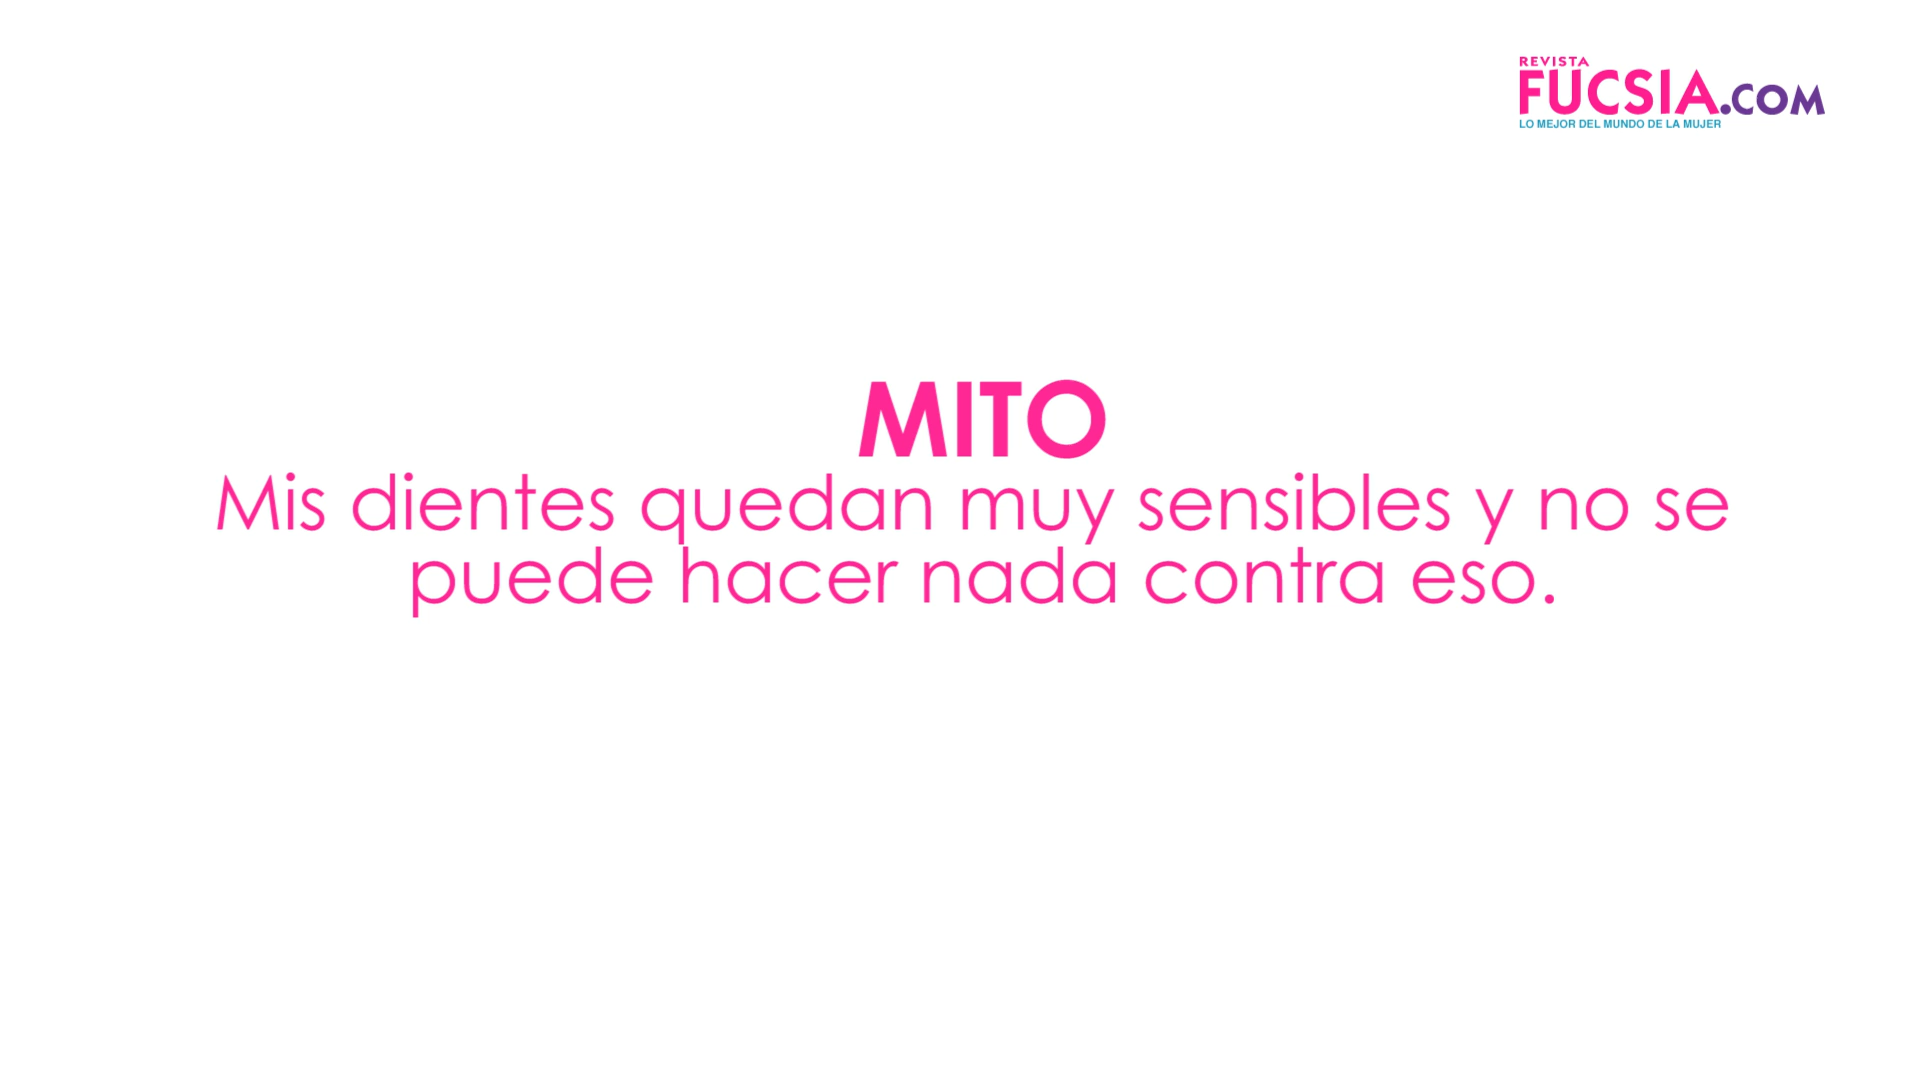 REVISTA
FUCSIA.COM
LO MEJOR DEL MUNDO DE LA MUJER
MITO
Mis dientes quedan muy sensibles y no se
puede hacer nada contra eso.